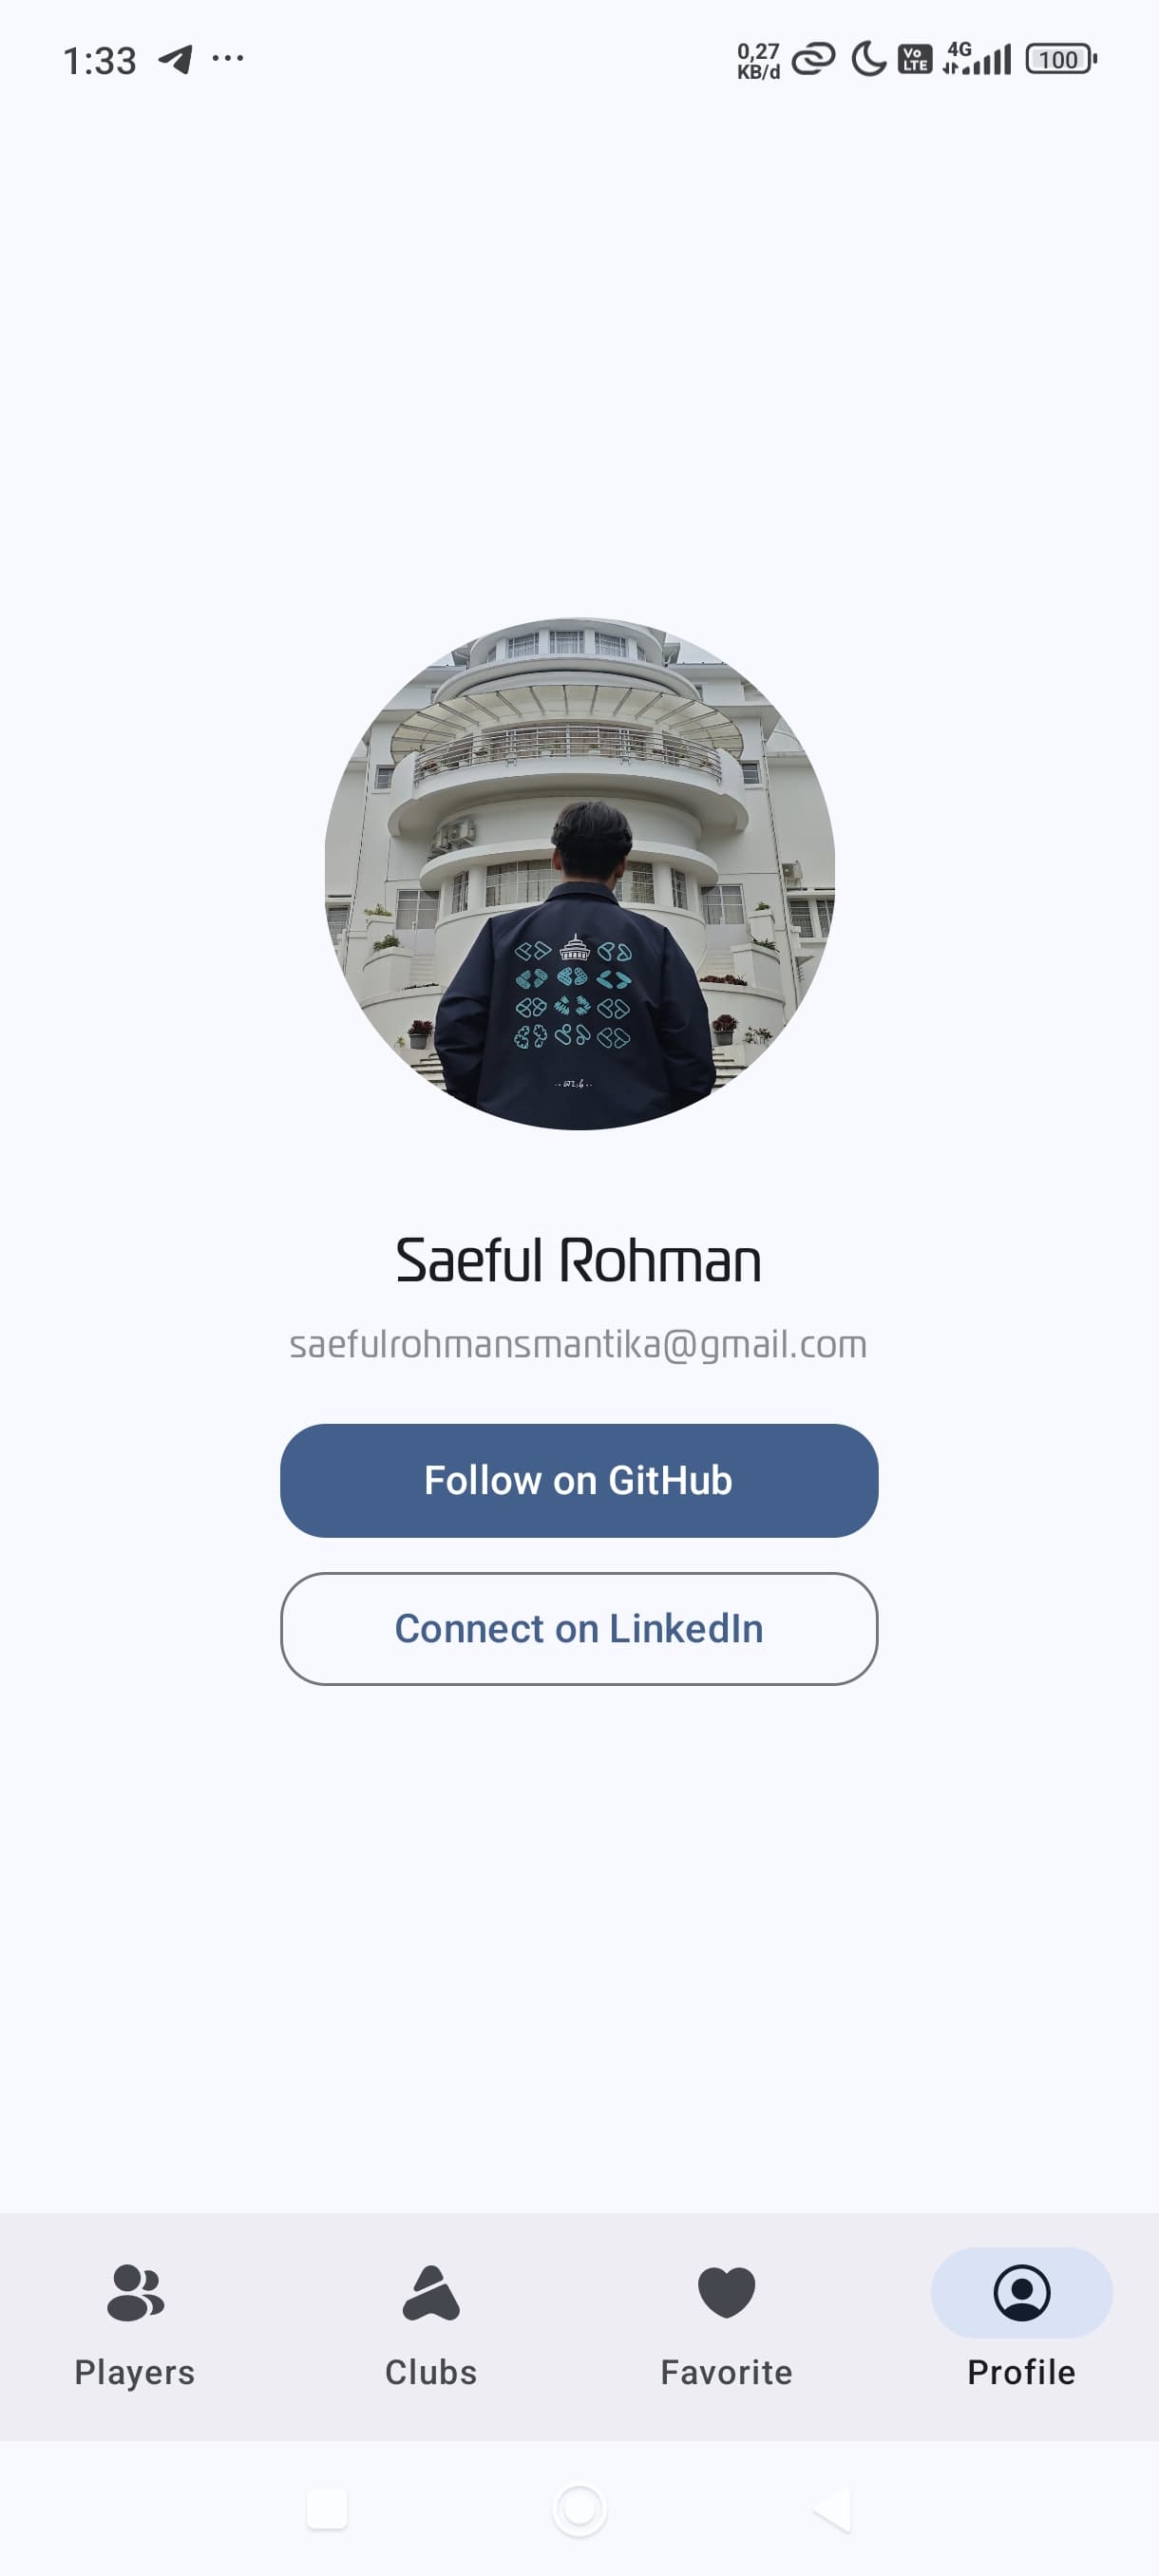 1:33
0,27
KB/d
Vo
LTE
4G
100
Saeful Rohman
saefulrohmansmantika@gmail.com
Follow on GitHub
Connect on LinkedIn
Players
Clubs
Favorite
Profile